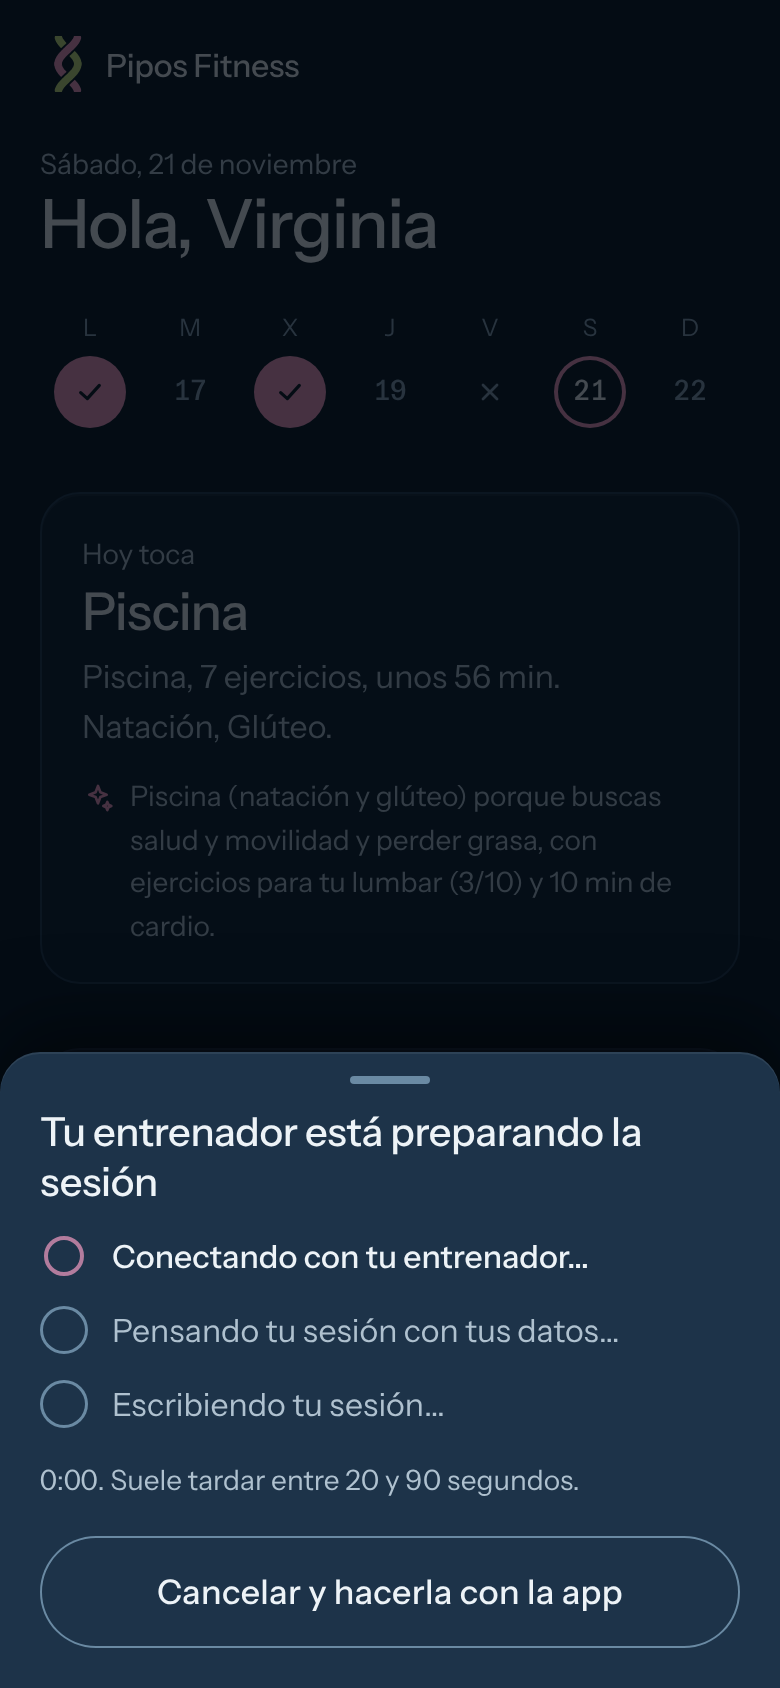 Pipos Fitness
Sábado, 21 de noviembre
Hola, Virginia
L M X J V S D
17 19 21 22
Hoy toca
Piscina
Piscina, 7 ejercicios, unos 56 min.
Natación, Glúteo.
Piscina (natación y glúteo) porque buscas
salud y movilidad y perder grasa, con
ejercicios para tu lumbar (3/10) y 10 min de
cardio.
Tu entrenador está preparando la
sesión
Conectando con tu entrenador...
Pensando tu sesión con tus datos...
Escribiendo tu sesión...
0:00. Suele tardar entre 20 y 90 segundos.
Cancelar y hacerla con la app